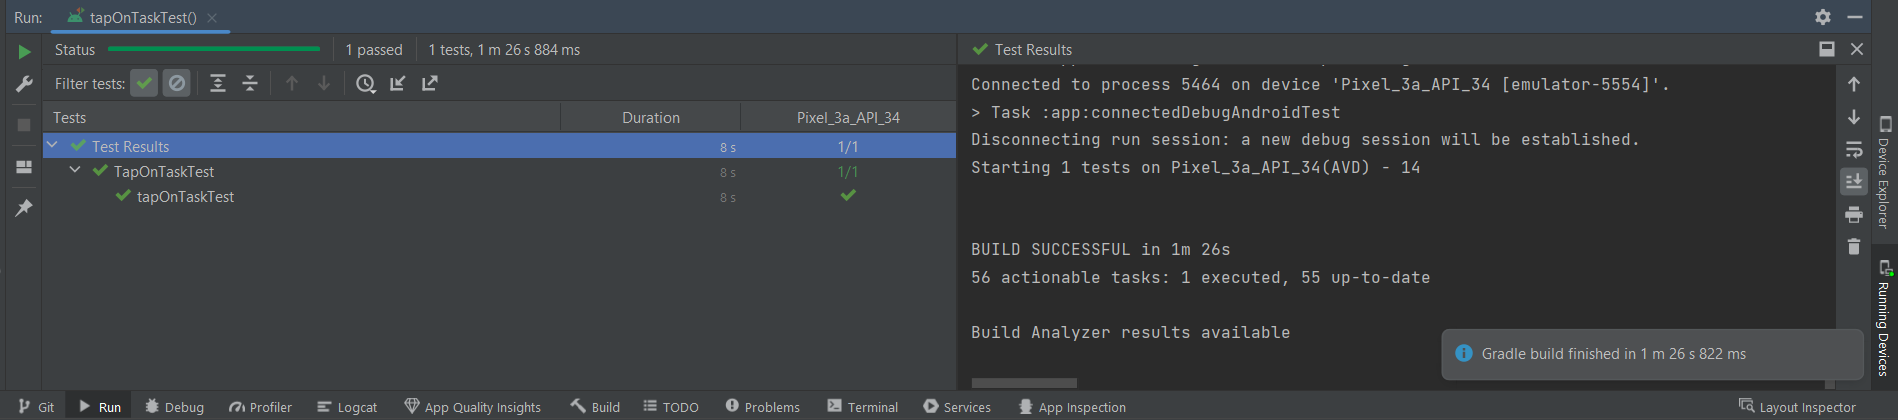 Run: tapOnTaskTest()
Status 1 passed 1 tests, 1 m 26 s 884 ms
Filter tests:
Tests Duration Pixel_3a_API_34
Test Results 8 s 1/1
TapOnTaskTest 8 s 1/1
tapOnTaskTest 8 s
Test Results
Connected to process 5464 on device 'Pixel_3a_API_34 [emulator-5554]'.
> Task :app:connectedDebugAndroidTest
Disconnecting run session: a new debug session will be established.
Starting 1 tests on Pixel_3a_API_34(AVD) - 14
BUILD SUCCESSFUL in 1m 26s
56 actionable tasks: 1 executed, 55 up-to-date
Build Analyzer results available
Gradle build finished in 1 m 26 s 822 ms
Device Explorer
Running Devices
Git Run Debug Profiler Logcat App Quality Insights Build TODO Problems Terminal Services App Inspection Layout Inspector